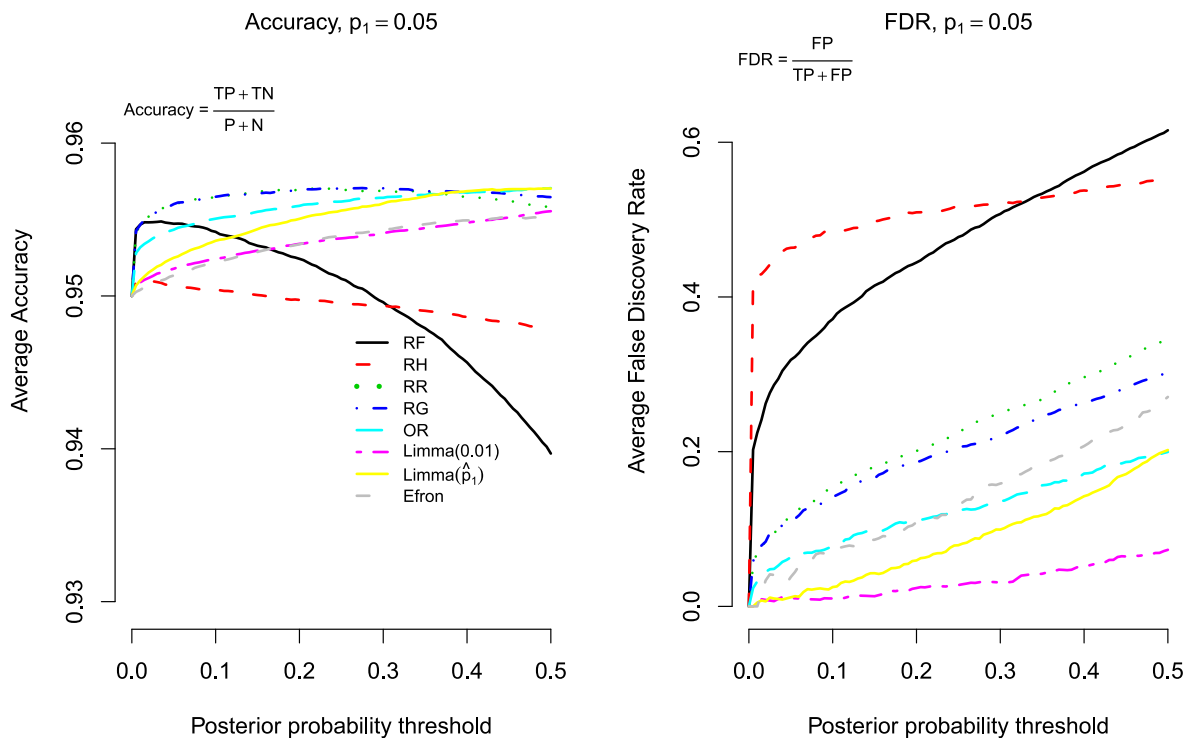 Accuracy, p1 = 0.05
Accuracy = TP + TN / P + N
Average Accuracy
0.96
0.95
0.94
0.93
RF
RH
RR
RG
OR
Limma(0.01)
Limma(p̂1)
Efron
0.0 0.1 0.2 0.3 0.4 0.5
Posterior probability threshold
FDR, p1 = 0.05
FDR = FP / TP + FP
Average False Discovery Rate
0.6
0.4
0.2
0.0
0.0 0.1 0.2 0.3 0.4 0.5
Posterior probability threshold